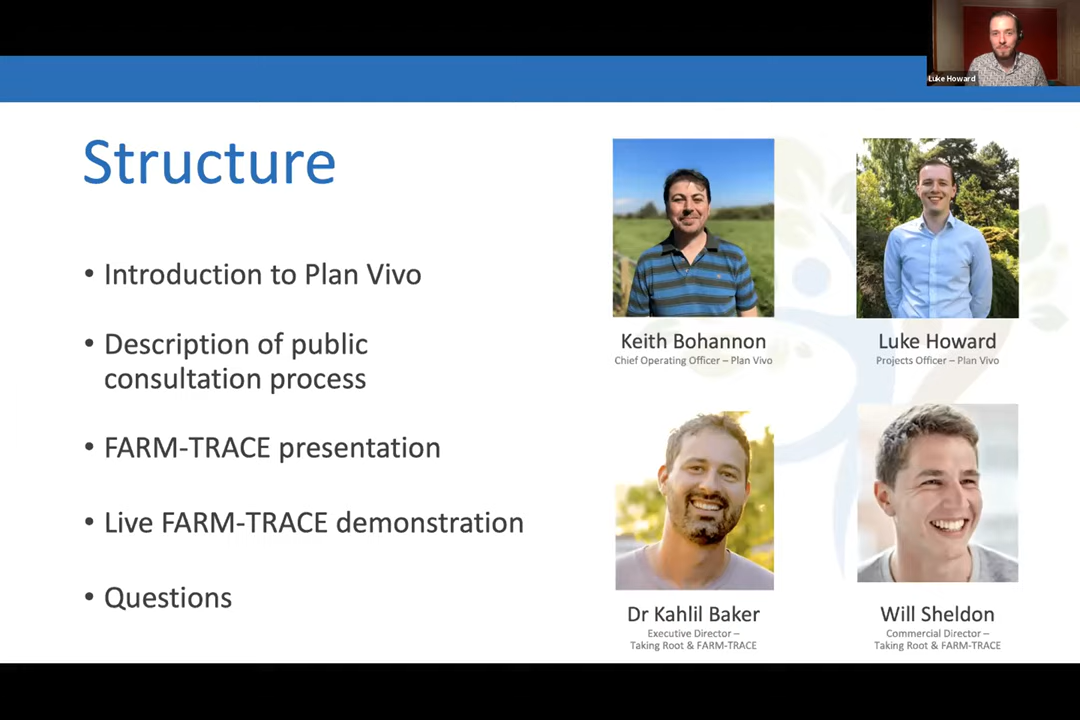 Luke Howard
Structure
• Introduction to Plan Vivo
• Description of public
consultation process
• FARM-TRACE presentation
• Live FARM-TRACE demonstration
• Questions
Keith Bohannon
Chief Operating Officer – Plan Vivo
Luke Howard
Projects Officer – Plan Vivo
Dr Kahlil Baker
Executive Director –
Taking Root & FARM-TRACE
Will Sheldon
Commercial Director –
Taking Root & FARM-TRACE